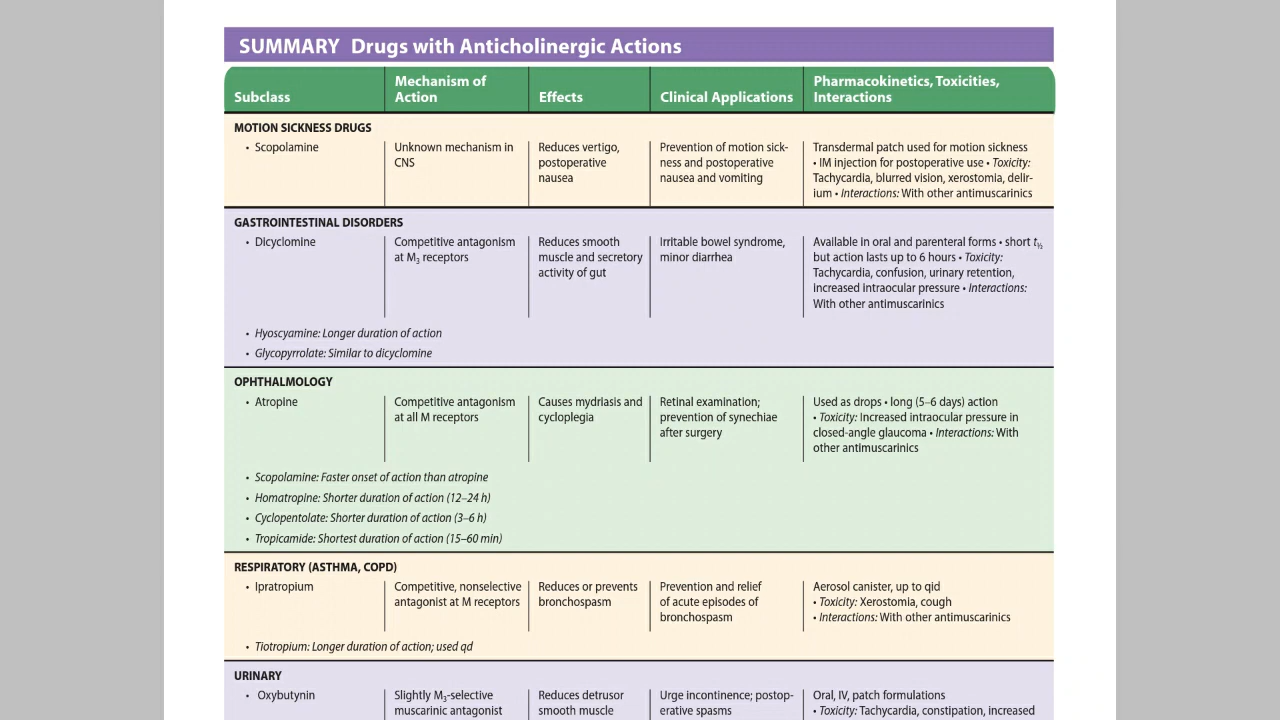 SUMMARY Drugs with Anticholinergic Actions
Subclass
Mechanism of
Action
Effects
Clinical Applications
Pharmacokinetics, Toxicities,
Interactions
MOTION SICKNESS DRUGS
• Scopolamine
Unknown mechanism in
CNS
Reduces vertigo,
postoperative
nausea
Prevention of motion sick-
ness and postoperative
nausea and vomiting
Transdermal patch used for motion sickness
• IM injection for postoperative use • Toxicity:
Tachycardia, blurred vision, xerostomia, delir-
ium • Interactions: With other antimuscarinics
GASTROINTESTINAL DISORDERS
• Dicyclomine
Competitive antagonism
at M3 receptors
Reduces smooth
muscle and secretory
activity of gut
Irritable bowel syndrome,
minor diarrhea
Available in oral and parenteral forms • short t½
but action lasts up to 6 hours • Toxicity:
Tachycardia, confusion, urinary retention,
increased intraocular pressure • Interactions:
With other antimuscarinics
• Hyoscyamine: Longer duration of action
• Glycopyrrolate: Similar to dicyclomine
OPHTHALMOLOGY
• Atropine
Competitive antagonism
at all M receptors
Causes mydriasis and
cycloplegia
Retinal examination;
prevention of synechiae
after surgery
Used as drops • long (5–6 days) action
• Toxicity: Increased intraocular pressure in
closed-angle glaucoma • Interactions: With
other antimuscarinics
• Scopolamine: Faster onset of action than atropine
• Homatropine: Shorter duration of action (12–24 h)
• Cyclopentolate: Shorter duration of action (3–6 h)
• Tropicamide: Shortest duration of action (15–60 min)
RESPIRATORY (ASTHMA, COPD)
• Ipratropium
Competitive, nonselective
antagonist at M receptors
Reduces or prevents
bronchospasm
Prevention and relief
of acute episodes of
bronchospasm
Aerosol canister, up to qid
• Toxicity: Xerostomia, cough
• Interactions: With other antimuscarinics
• Tiotropium: Longer duration of action; used qd
URINARY
• Oxybutynin
Slightly M3-selective
muscarinic antagonist
Reduces detrusor
smooth muscle
Urge incontinence; postop-
erative spasms
Oral, IV, patch formulations
• Toxicity: Tachycardia, constipation, increased